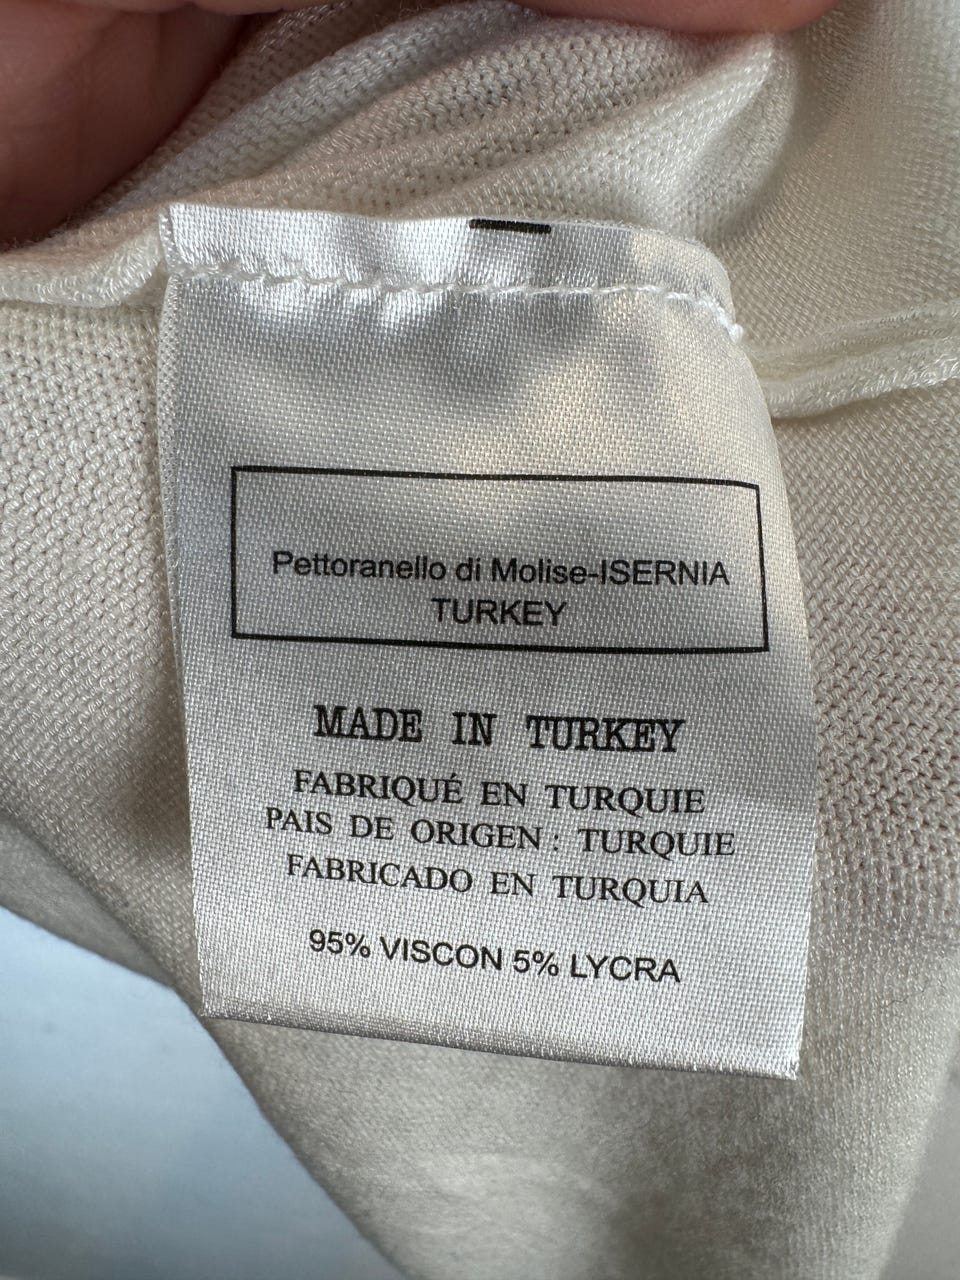 Pettoranello di Molise-ISERNIA
TURKEY
MADE IN TURKEY
FABRIQUÉ EN TURQUIE
PAIS DE ORIGEN : TURQUIE
FABRICADO EN TURQUIA
95% VISCON 5% LYCRA